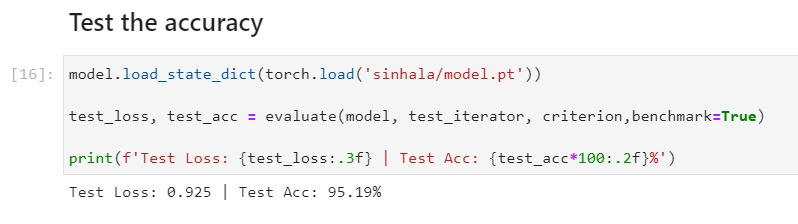 Test the accuracy
[16]: model.load_state_dict(torch.load('sinhala/model.pt'))
test_loss, test_acc = evaluate(model, test_iterator, criterion,benchmark=True)
print(f'Test Loss: {test_loss:.3f} | Test Acc: {test_acc*100:.2f}%')
Test Loss: 0.925 | Test Acc: 95.19%